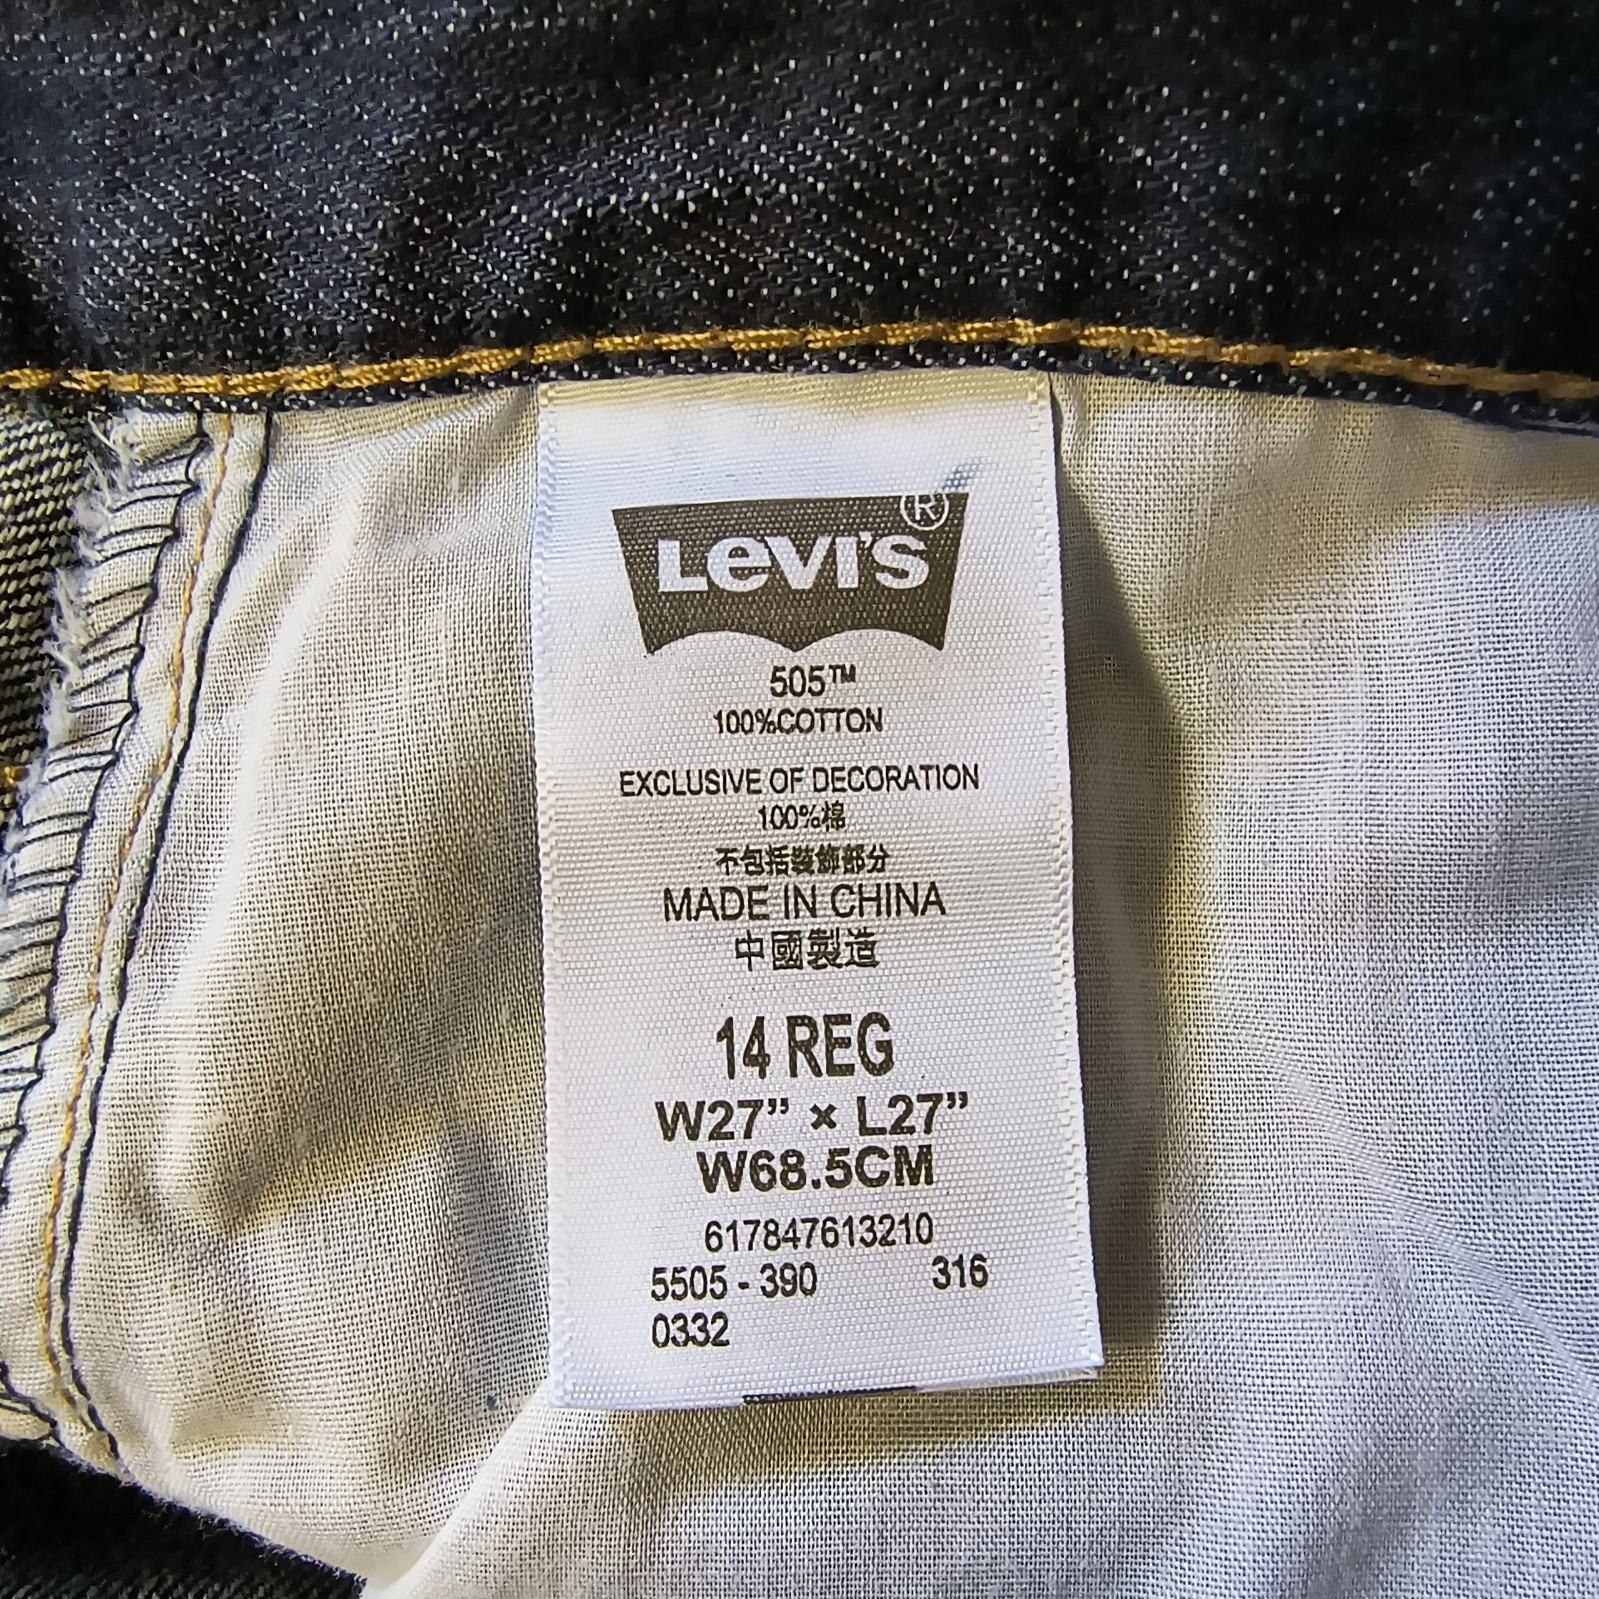 LEVI'S®
505™
100%COTTON
EXCLUSIVE OF DECORATION
100%棉
不包括裝飾部分
MADE IN CHINA
中國製造
14 REG
W27” × L27”
W68.5CM
617847613210
5505 - 390 316
0332